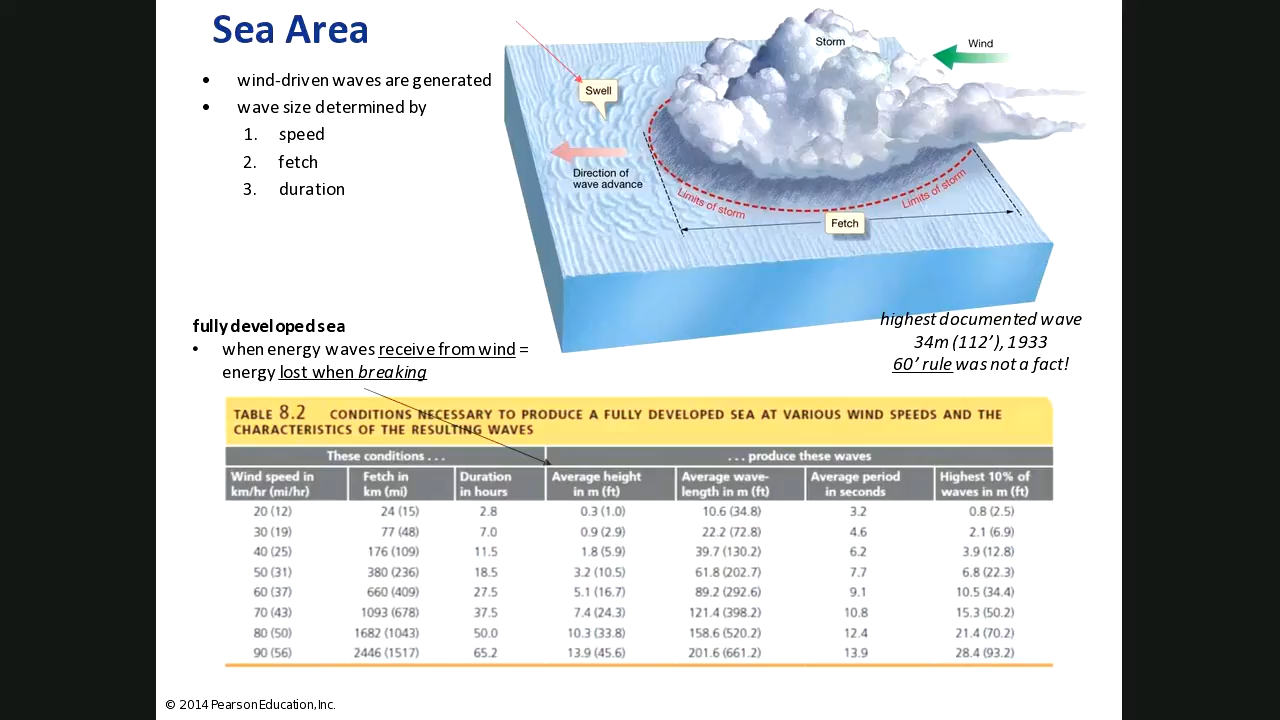 Sea Area
• wind-driven waves are generated
• wave size determined by
1. speed
2. fetch
3. duration
Storm
Wind
Swell
Direction of
wave advance
Limits of storm
Limits of storm
Fetch
highest documented wave
34m (112’), 1933
60’ rule was not a fact!
fully developed sea
• when energy waves receive from wind =
energy lost when breaking
TABLE 8.2 CONDITIONS NECESSARY TO PRODUCE A FULLY DEVELOPED SEA AT VARIOUS WIND SPEEDS AND THE
CHARACTERISTICS OF THE RESULTING WAVES
These conditions . . . . . . produce these waves
Wind speed in Fetch in Duration Average height Average wave- Average period Highest 10% of
km/hr (mi/hr) km (mi) in hours in m (ft) length in m (ft) in seconds waves in m (ft)
20 (12) 24 (15) 2.8 0.3 (1.0) 10.6 (34.8) 3.2 0.8 (2.5)
30 (19) 77 (48) 7.0 0.9 (2.9) 22.2 (72.8) 4.6 2.1 (6.9)
40 (25) 176 (109) 11.5 1.8 (5.9) 39.7 (130.2) 6.2 3.9 (12.8)
50 (31) 380 (236) 18.5 3.2 (10.5) 61.8 (202.7) 7.7 6.8 (22.3)
60 (37) 660 (409) 27.5 5.1 (16.7) 89.2 (292.6) 9.1 10.5 (34.4)
70 (43) 1093 (678) 37.5 7.4 (24.3) 121.4 (398.2) 10.8 15.3 (50.2)
80 (50) 1682 (1043) 50.0 10.3 (33.8) 158.6 (520.2) 12.4 21.4 (70.2)
90 (56) 2446 (1517) 65.2 13.9 (45.6) 201.6 (661.2) 13.9 28.4 (93.2)
© 2014 Pearson Education, Inc.